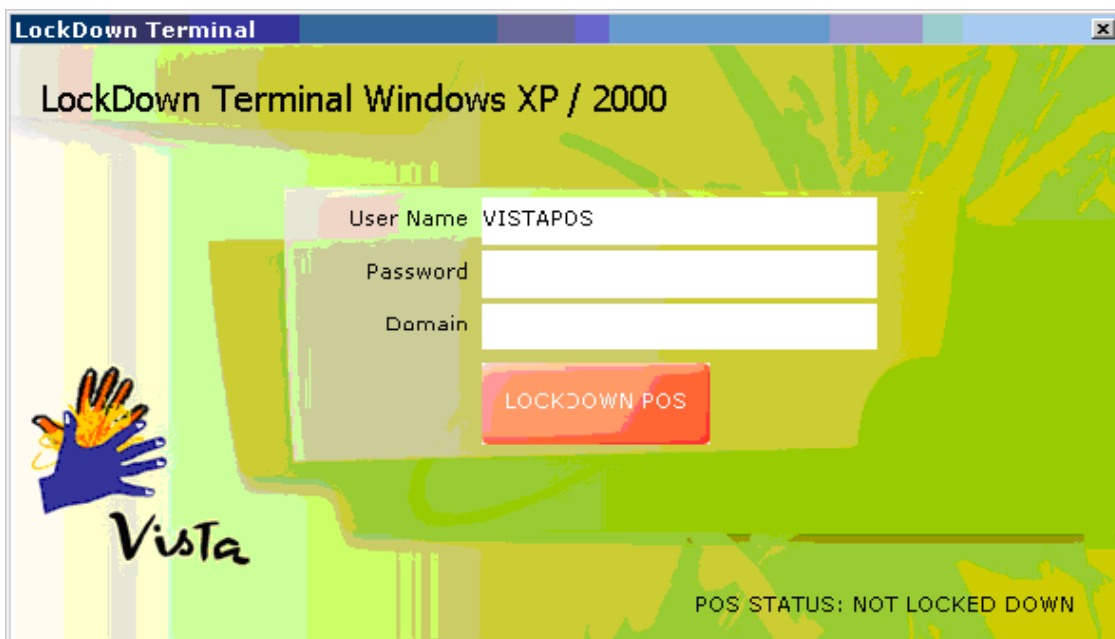 LockDown Terminal
LockDown Terminal Windows XP / 2000
User Name VISTAPOS
Password
Domain
LOCKDOWN POS
Vista
POS STATUS: NOT LOCKED DOWN